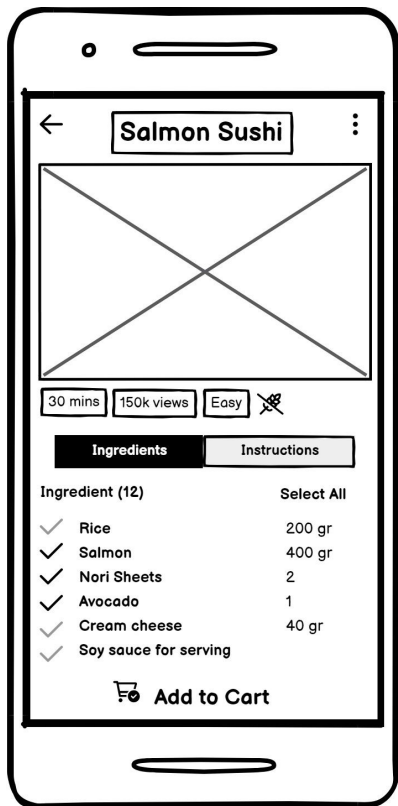 Salmon Sushi
30 mins 150k views Easy
Ingredients Instructions
Ingredient (12) Select All
Rice 200 gr
Salmon 400 gr
Nori Sheets 2
Avocado 1
Cream cheese 40 gr
Soy sauce for serving
Add to Cart